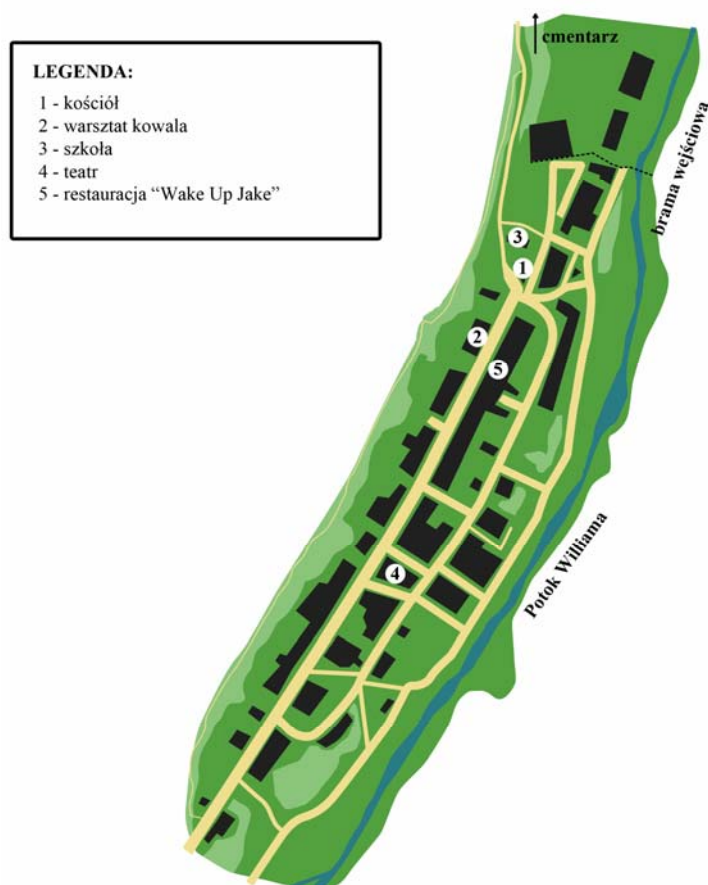 LEGENDA:
1 - kościół
2 - warsztat kowala
3 - szkoła
4 - teatr
5 - restauracja “Wake Up Jake”
cmentarz
brama wejściowa
3
1
2
5
4
Potok Williama